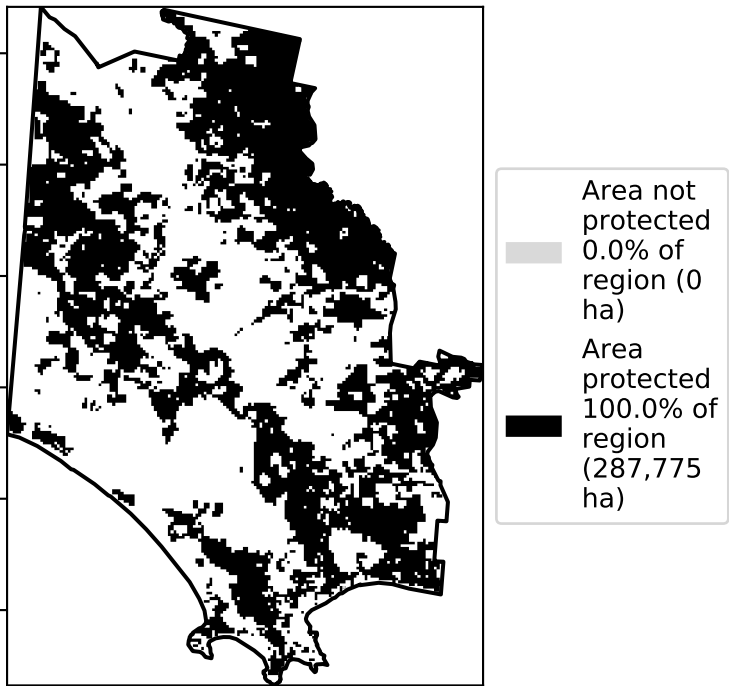 Area not
protected
0.0% of
region (0
ha)
Area
protected
100.0% of
region
(287,775
ha)